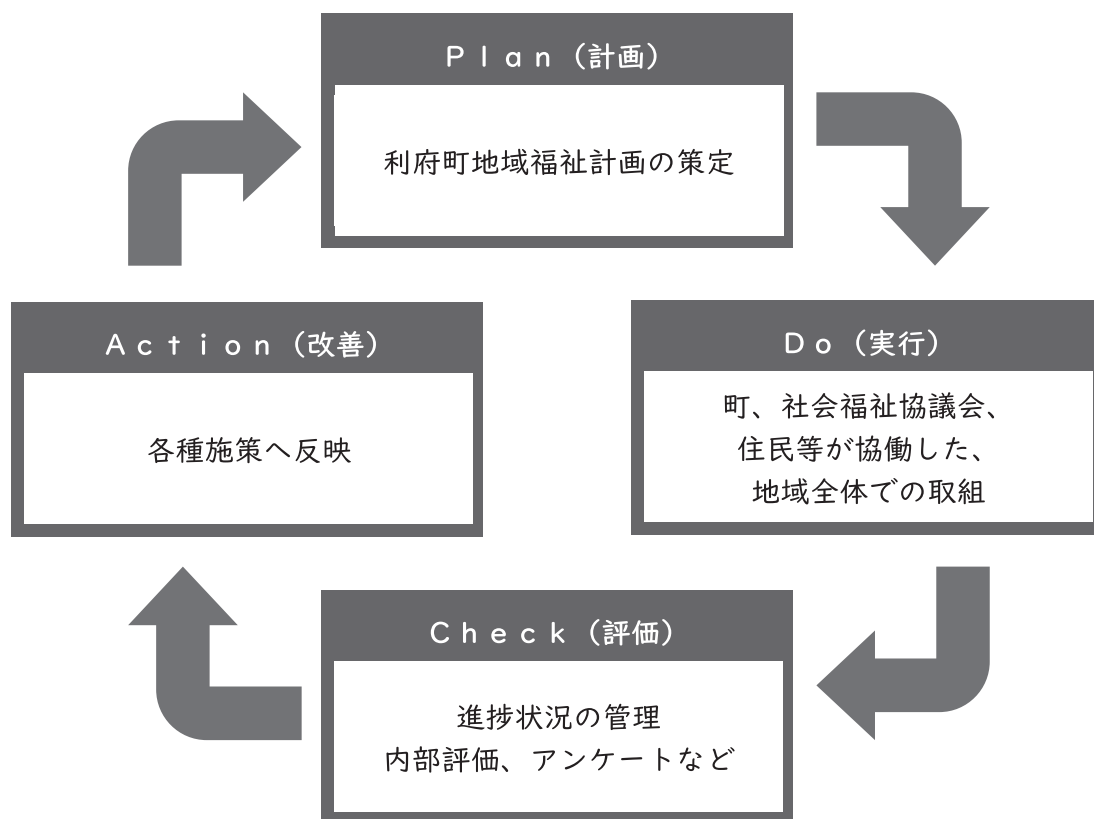 Plan（計画）
利府町地域福祉計画の策定
Do（実行）
町、社会福祉協議会、
住民等が協働した、
地域全体での取組
Check（評価）
進捗状況の管理
内部評価、アンケートなど
Action（改善）
各種施策へ反映